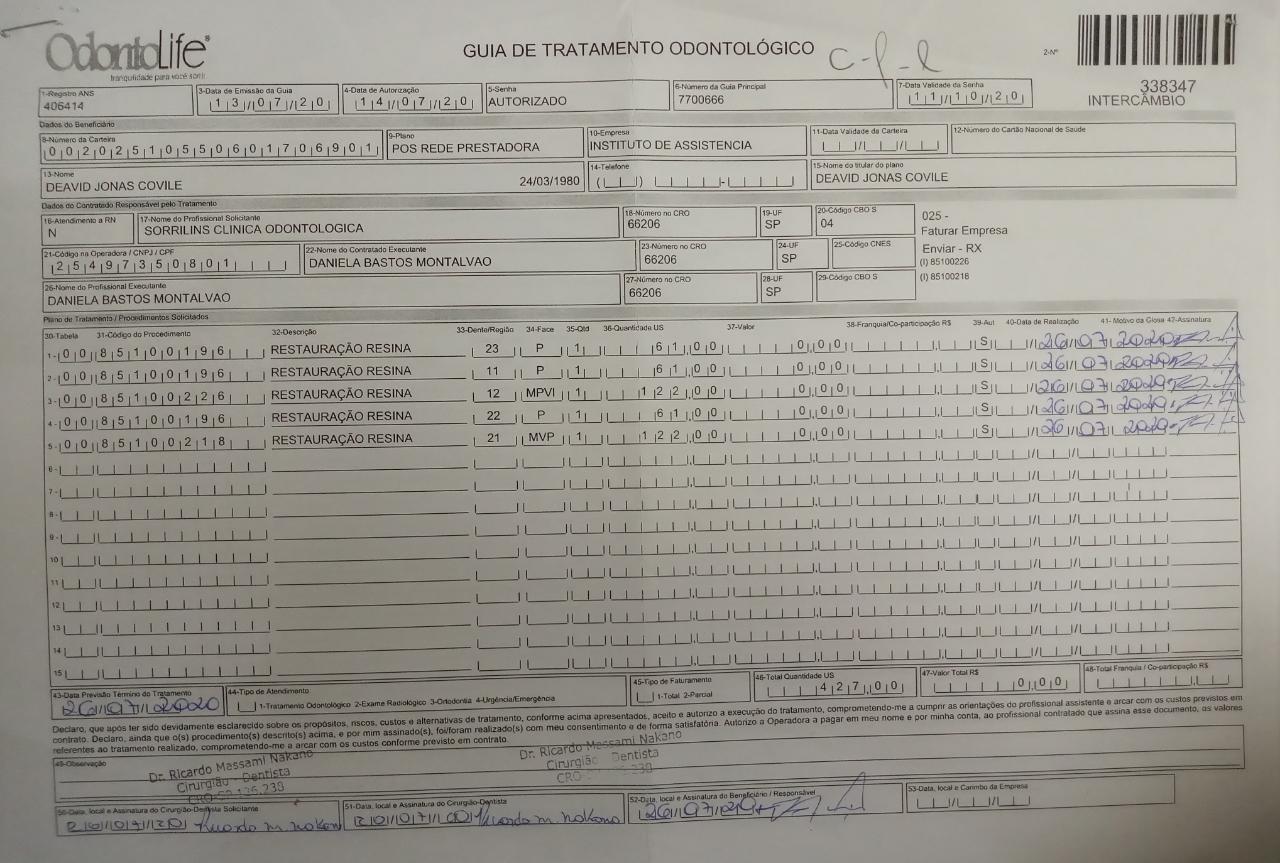 OdontoLife®
tranquilidade para você sorrir
GUIA DE TRATAMENTO ODONTOLÓGICO
2-Nº
338347
INTERCÂMBIO
1-Registro ANS
406414
3-Data de Emissão da Guia
13/07/20
4-Data de Autorização
14/07/20
5-Senha
AUTORIZADO
6-Número da Guia Principal
7700666
7-Data Validade da Senha
11/10/20
Dados do Beneficiário
8-Número da Carteira
00202510550601706901
9-Plano
POS REDE PRESTADORA
10-Empresa
INSTITUTO DE ASSISTENCIA
11-Data Validade da Carteira
12-Número do Cartão Nacional de Saúde
13-Nome
DEAVID JONAS COVILE 24/03/1980
14-Telefone
15-Nome do titular do plano
DEAVID JONAS COVILE
Dados do Contratado Responsável pelo Tratamento
16-Atendimento a RN
N
17-Nome do Profissional Solicitante
SORRILINS CLINICA ODONTOLOGICA
18-Número no CRO
66206
19-UF
SP
20-Código CBO S
04
025 -
Faturar Empresa
Enviar - RX
(I) 85100226
(I) 85100218
21-Código na Operadora / CNPJ / CPF
25497350801
22-Nome do Contratado Executante
DANIELA BASTOS MONTALVAO
23-Número no CRO
66206
24-UF
SP
25-Código CNES
26-Nome do Profissional Executante
DANIELA BASTOS MONTALVAO
27-Número no CRO
66206
28-UF
SP
29-Código CBO S
Plano de Tratamento / Procedimentos Solicitados
30-Tabela 31-Código do Procedimento 32-Descrição 33-Dente/Região 34-Face 35-Qtd 36-Quantidade US 37-Valor 38-Franquia/Co-participação R$ 39-Aut 40-Data de Realização 41- Motivo da Glosa 42-Assinatura
1- 00 85100196 RESTAURAÇÃO RESINA 23 P 1 61,00 0,00 S 26/07/2020
2- 00 85100196 RESTAURAÇÃO RESINA 11 P 1 61,00 0,00 S 26/07/2020
3- 00 85100226 RESTAURAÇÃO RESINA 12 MPVI 1 122,00 0,00 S 26/07/2020
4- 00 85100196 RESTAURAÇÃO RESINA 22 P 1 61,00 0,00 S 26/07/2020
5- 00 85100218 RESTAURAÇÃO RESINA 21 MVP 1 122,00 0,00 S 26/07/2020
6-
7-
8-
9-
10
11
12
13
14
15
43-Data Previsão Término do Tratamento
26/07/2020
44-Tipo de Atendimento
1-Tratamento Odontológico 2-Exame Radiológico 3-Ortodontia 4-Urgência/Emergência
45-Tipo de Faturamento
1-Total 2-Parcial
46-Total Quantidade US
427,00
47-Valor Total R$
0,00
48-Total Franquia / Co-participação R$
Declaro, que após ter sido devidamente esclarecido sobre os propósitos, riscos, custos e alternativas de tratamento, conforme acima apresentados, aceito e autorizo a execução do tratamento, comprometendo-me a cumprir as orientações do profissional assistente e arcar com os custos previstos em
contrato. Declaro, ainda que o(s) procedimento(s) descrito(s) acima, e por mim assinado(s), foi/foram realizado(s) com meu consentimento e de forma satisfatória. Autorizo a Operadora a pagar em meu nome e por minha conta, ao profissional contratado que assina esse documento, os valores
referentes ao tratamento realizado, comprometendo-me a arcar com os custos conforme previsto em contrato.
49-Observação
Dr. Ricardo Massami Nakano
Cirurgião - Dentista
Dr. Ricardo Massami Nakano
Cirurgião Dentista
50-Data, local e Assinatura do Cirurgião-Dentista Solicitante
Ricardo m. nakano
51-Data, local e Assinatura do Cirurgião-Dentista
Ricardo m. nakano
52-Data, local e Assinatura do Beneficiário / Responsável
26/07/20
53-Data, local e Carimbo da Empresa